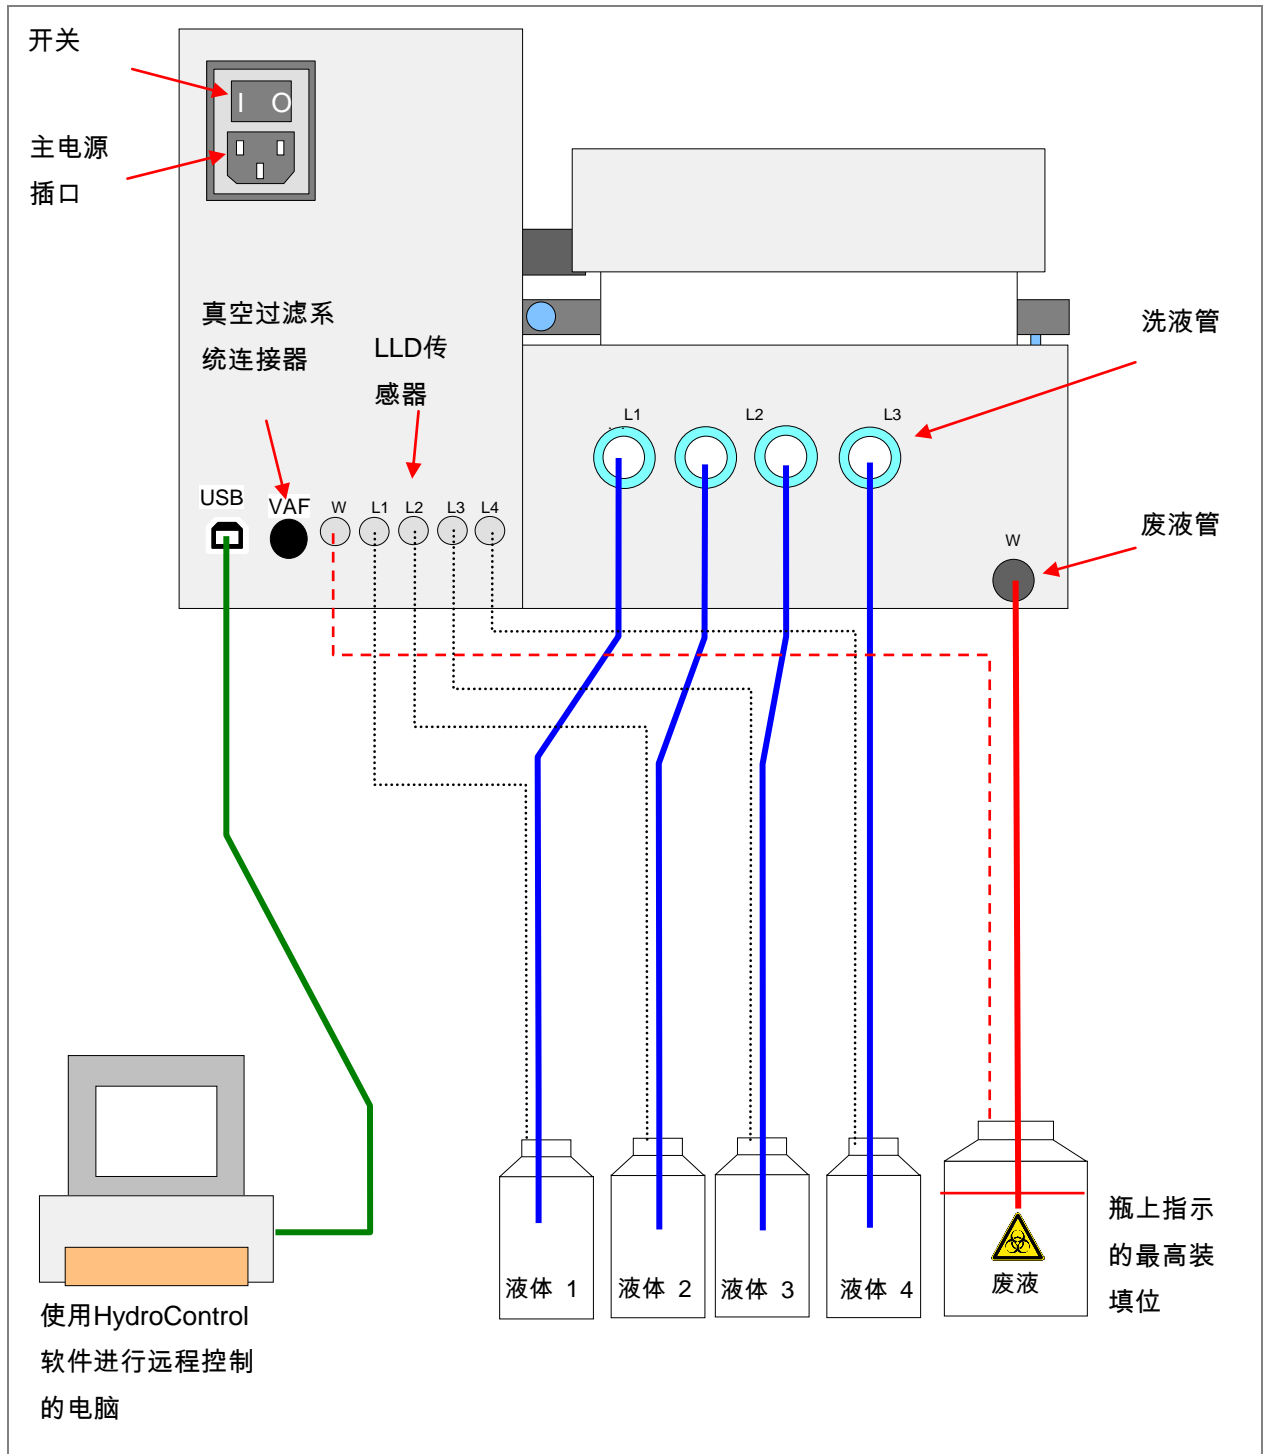 开关
I O
主电源
插口
真空过滤系
统连接器
LLD传
感器
洗液管
L1 L2 L3
废液管
USB VAF W L1 L2 L3 L4
W
瓶上指示
的最高装
填位
液体 1 液体 2 液体 3 液体 4 废液
使用HydroControl
软件进行远程控制
的电脑